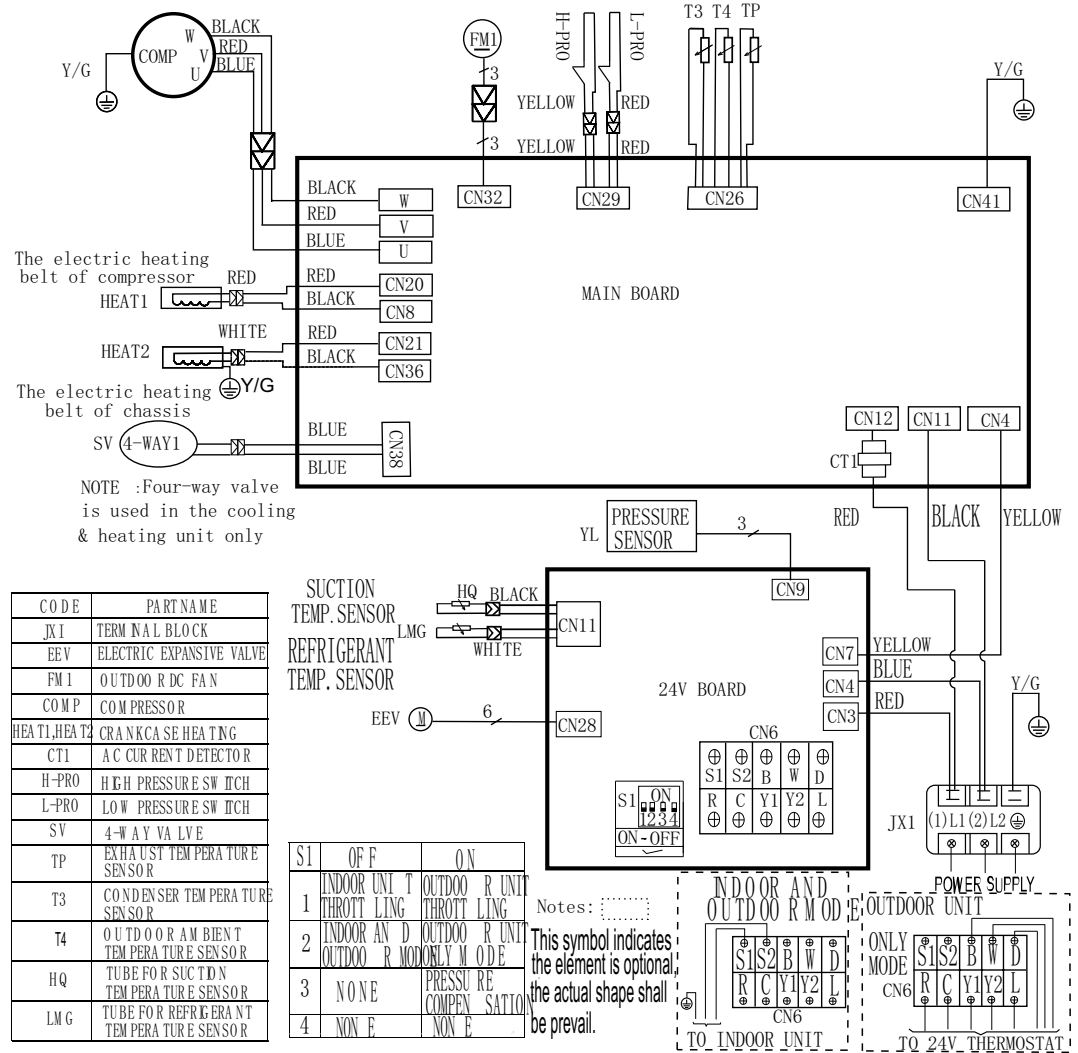 BLACK
RED
BLUE
W
V
U
COMP
Y/G
FM1
3
3
H-PRO
L-PRO
YELLOW
RED
YELLOW
RED
T3 T4 TP
Y/G
CN32
CN29
CN26
CN41
BLACK
RED
BLUE
W
V
U
The electric heating
belt of compressor
HEAT1
RED
RED
BLACK
CN20
CN8
MAIN BOARD
WHITE
HEAT2
RED
BLACK
CN21
CN36
Y/G
The electric heating
belt of chassis
SV
4-WAY1
BLUE
BLUE
CN38
NOTE :Four-way valve
is used in the cooling
& heating unit only
CN12
CN11
CN4
CT1
RED
BLACK
YELLOW
YL
PRESSURE
SENSOR
3
CN9
SUCTION
TEMP.SENSOR
REFRIGERANT
TEMP.SENSOR
HQ
BLACK
LMG
WHITE
CN11
EEV
M
6
CN28
24V BOARD
CN7
CN4
CN3
YELLOW
BLUE
RED
Y/G
CN6
S1 S2 B W D
R C Y1 Y2 L
S1
ON
1234
ON-OFF
JX1
(1)L1(2)L2
POWER SUPPLY
CODE PARTNAME
JX1 TERMINAL BLOCK
EEV ELECTRIC EXPANSIVE VALVE
FM1 OUTDOOR DC FAN
COMP COMPRESSOR
HEAT1,HEAT2 CRANKCASE HEATING
CT1 AC CURRENT DETECTOR
H-PRO HIGH PRESSURE SWITCH
L-PRO LOW PRESSURE SWITCH
SV 4-WAY VALVE
TP EXHAUST TEMPERATURE
SENSOR
T3 CONDENSER TEMPERATURE
SENSOR
T4 OUTDOOR AMBIENT
TEMPERATURE SENSOR
HQ TUBE FOR SUCTION
TEMPERATURE SENSOR
LMG TUBE FOR REFRIGERANT
TEMPERATURE SENSOR
S1 OFF ON
1 INDOOR UNIT THROTTLING OUTDOOR UNIT THROTTLING
2 INDOOR AND OUTDOOR MODE OUTDOOR UNIT ONLY MODE
3 NONE PRESSURE COMPENSATION
4 NONE NONE
Notes:
This symbol indicates
the element is optional,
the actual shape shall
be prevail.
INDOOR AND
OUTDOOR MODE
S1 S2 B W D
R C Y1 Y2 L
CN6
TO INDOOR UNIT
OUTDOOR UNIT
ONLY
MODE
CN6
S1 S2 B W D
R C Y1 Y2 L
TO 24V THERMOSTAT